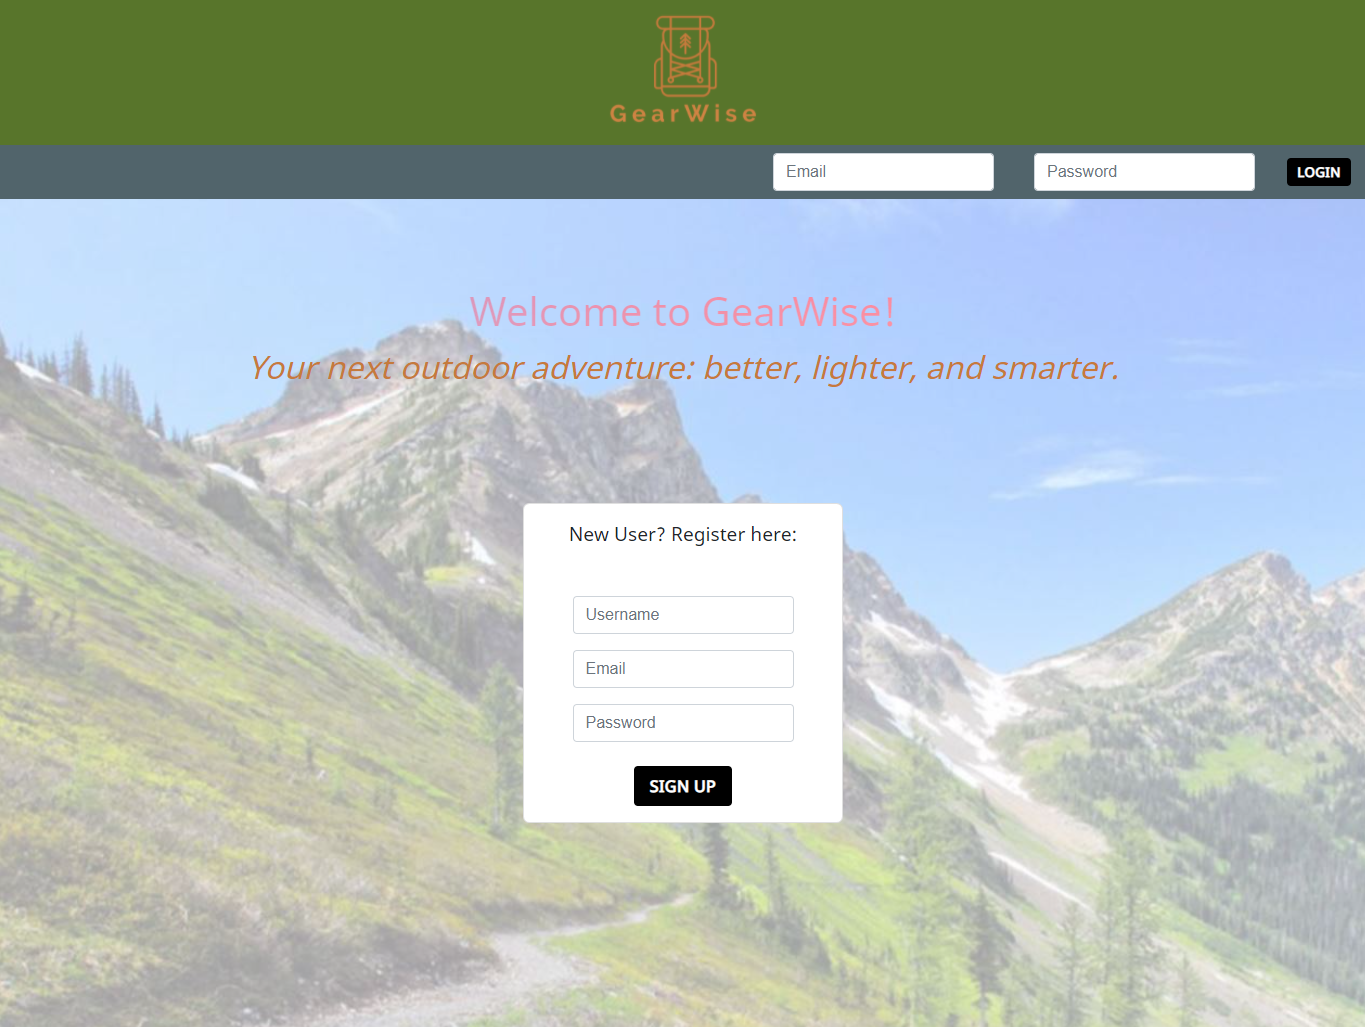 GearWise
Email
Password
LOGIN
Welcome to GearWise!
Your next outdoor adventure: better, lighter, and smarter.
New User? Register here:
Username
Email
Password
SIGN UP